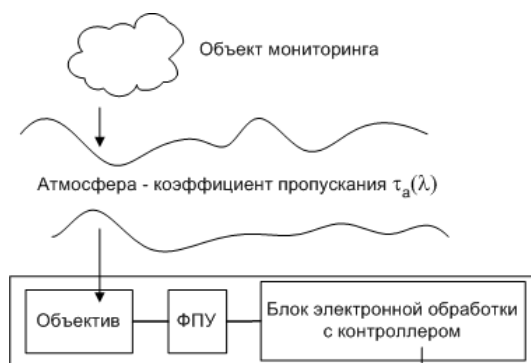 Объект мониторинга
Атмосфера - коэффициент пропускания τa(λ)
Объектив
ФПУ
Блок электронной обработки
с контроллером